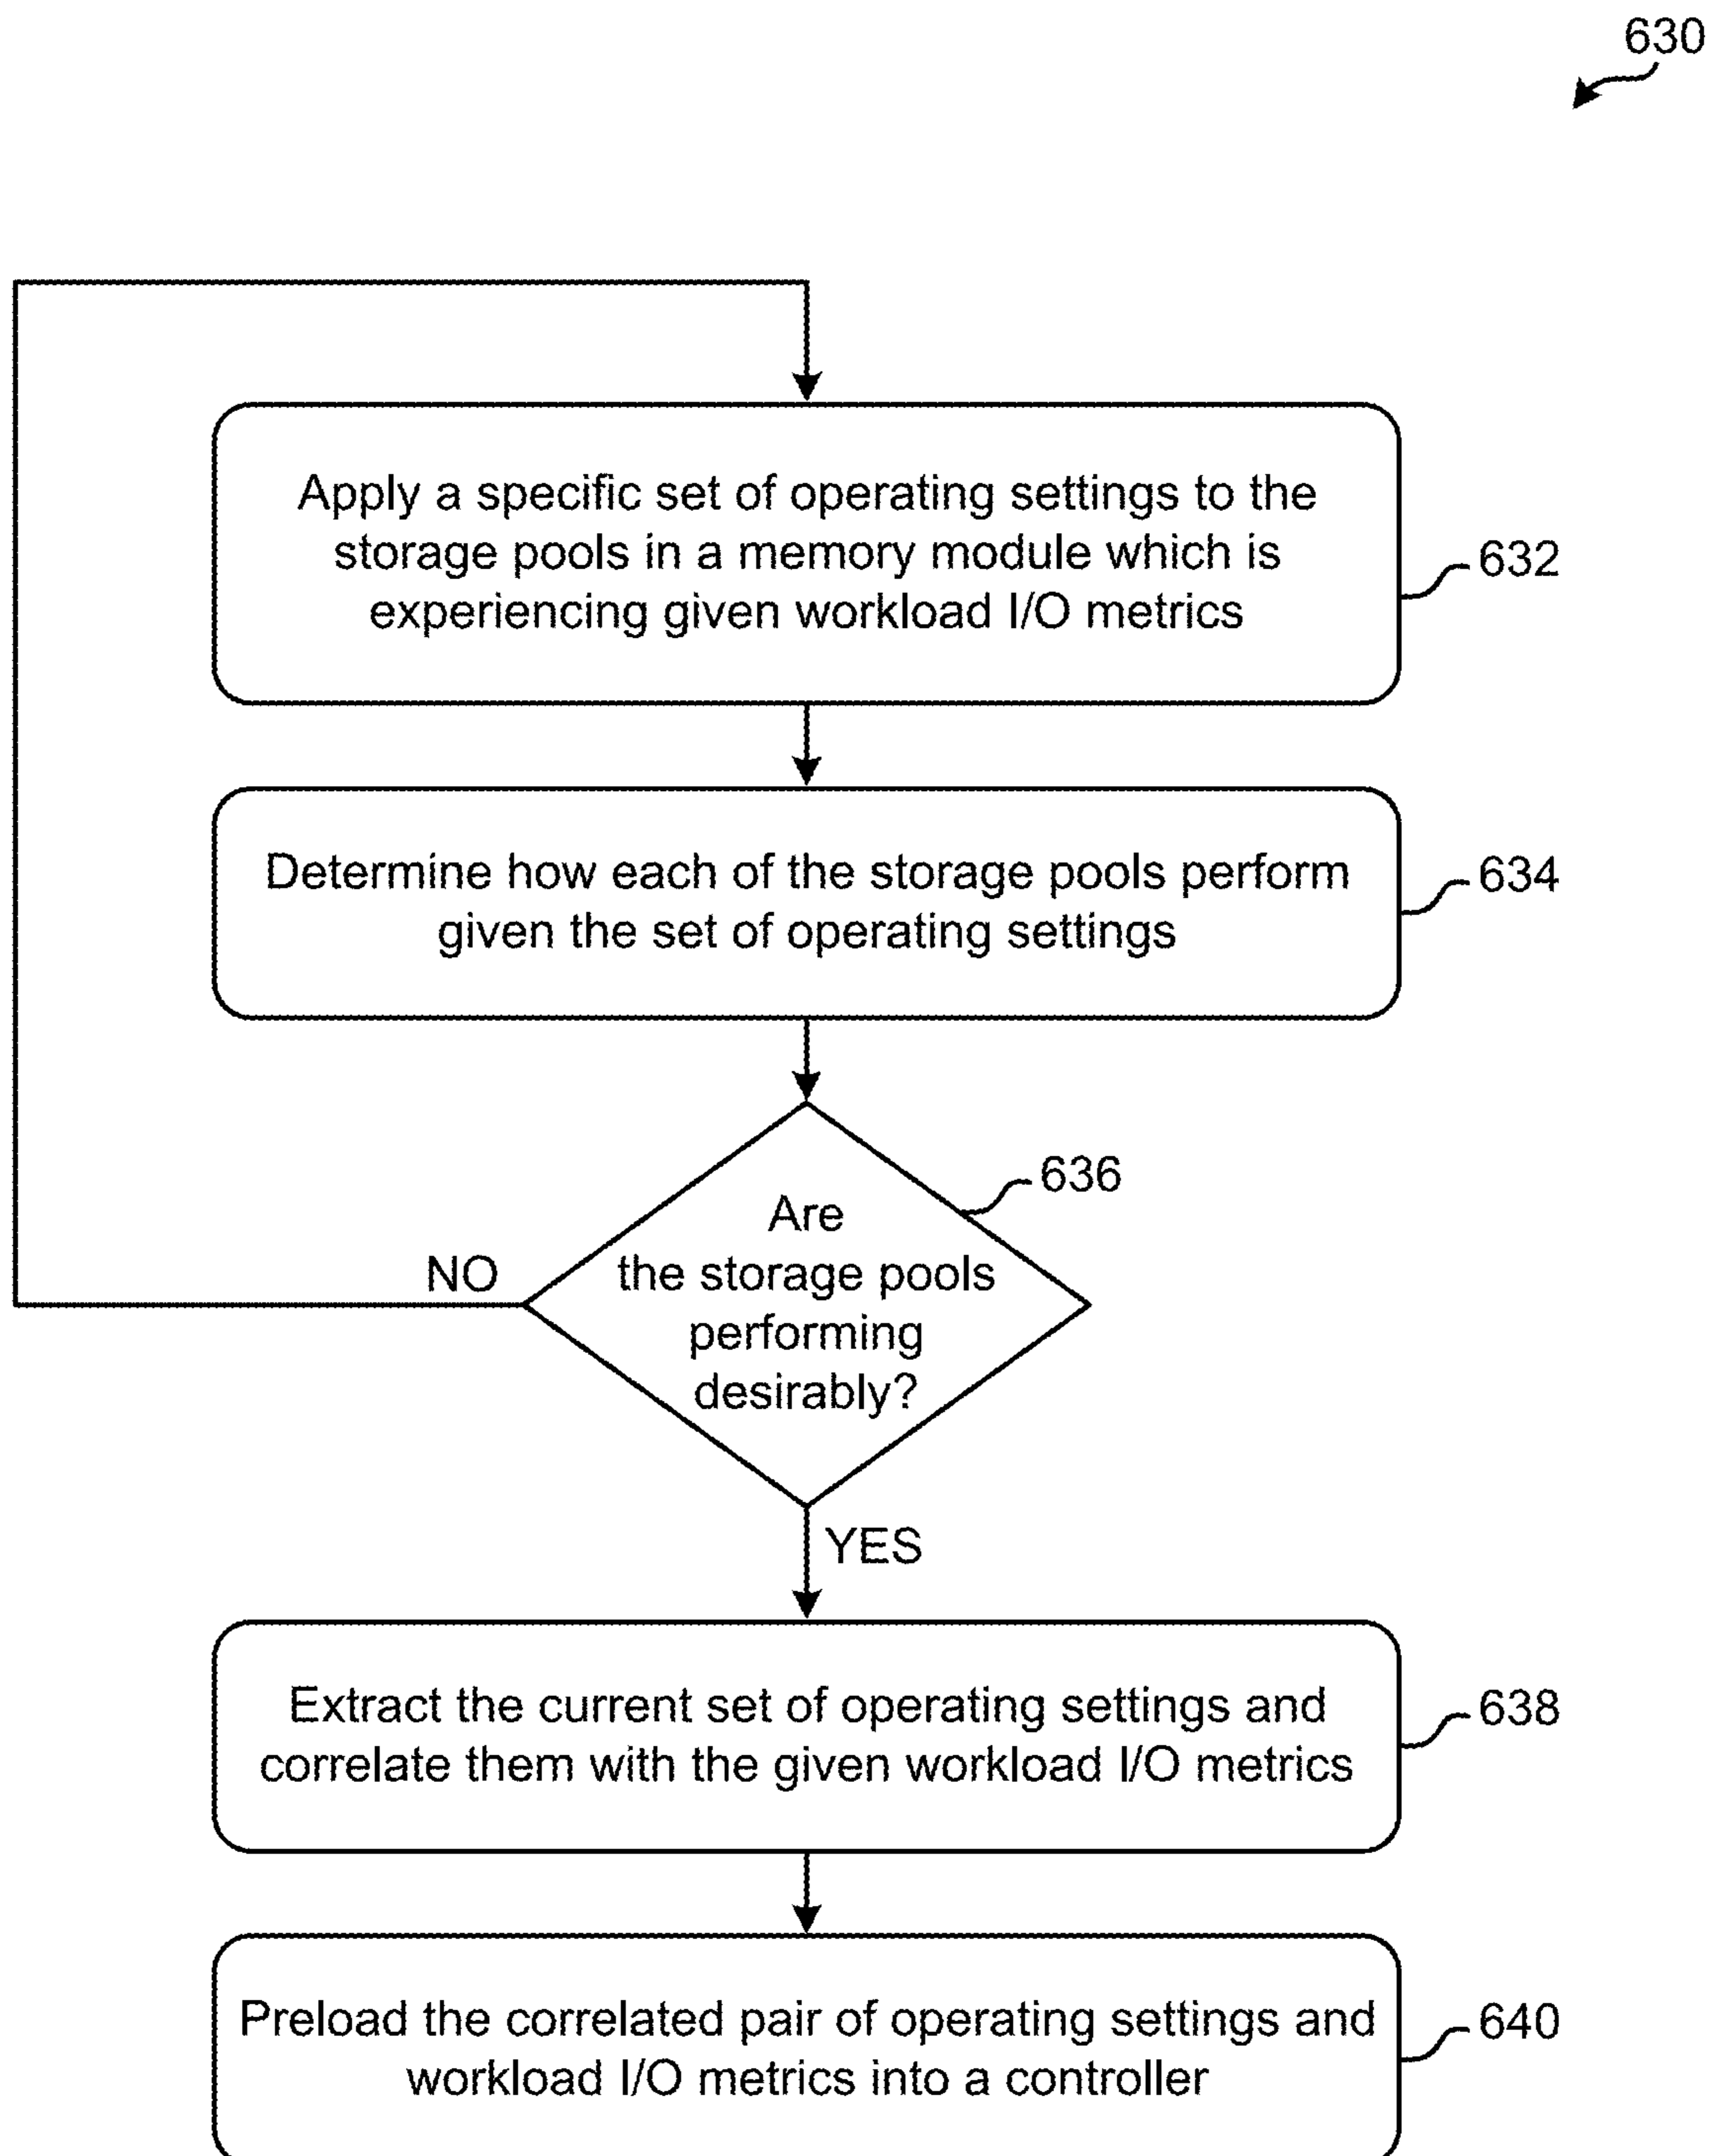 630
Apply a specific set of operating settings to the
storage pools in a memory module which is
experiencing given workload I/O metrics
632
Determine how each of the storage pools perform
given the set of operating settings
634
636
Are
the storage pools
performing
desirably?
NO
YES
Extract the current set of operating settings and
correlate them with the given workload I/O metrics
638
Preload the correlated pair of operating settings and
workload I/O metrics into a controller
640